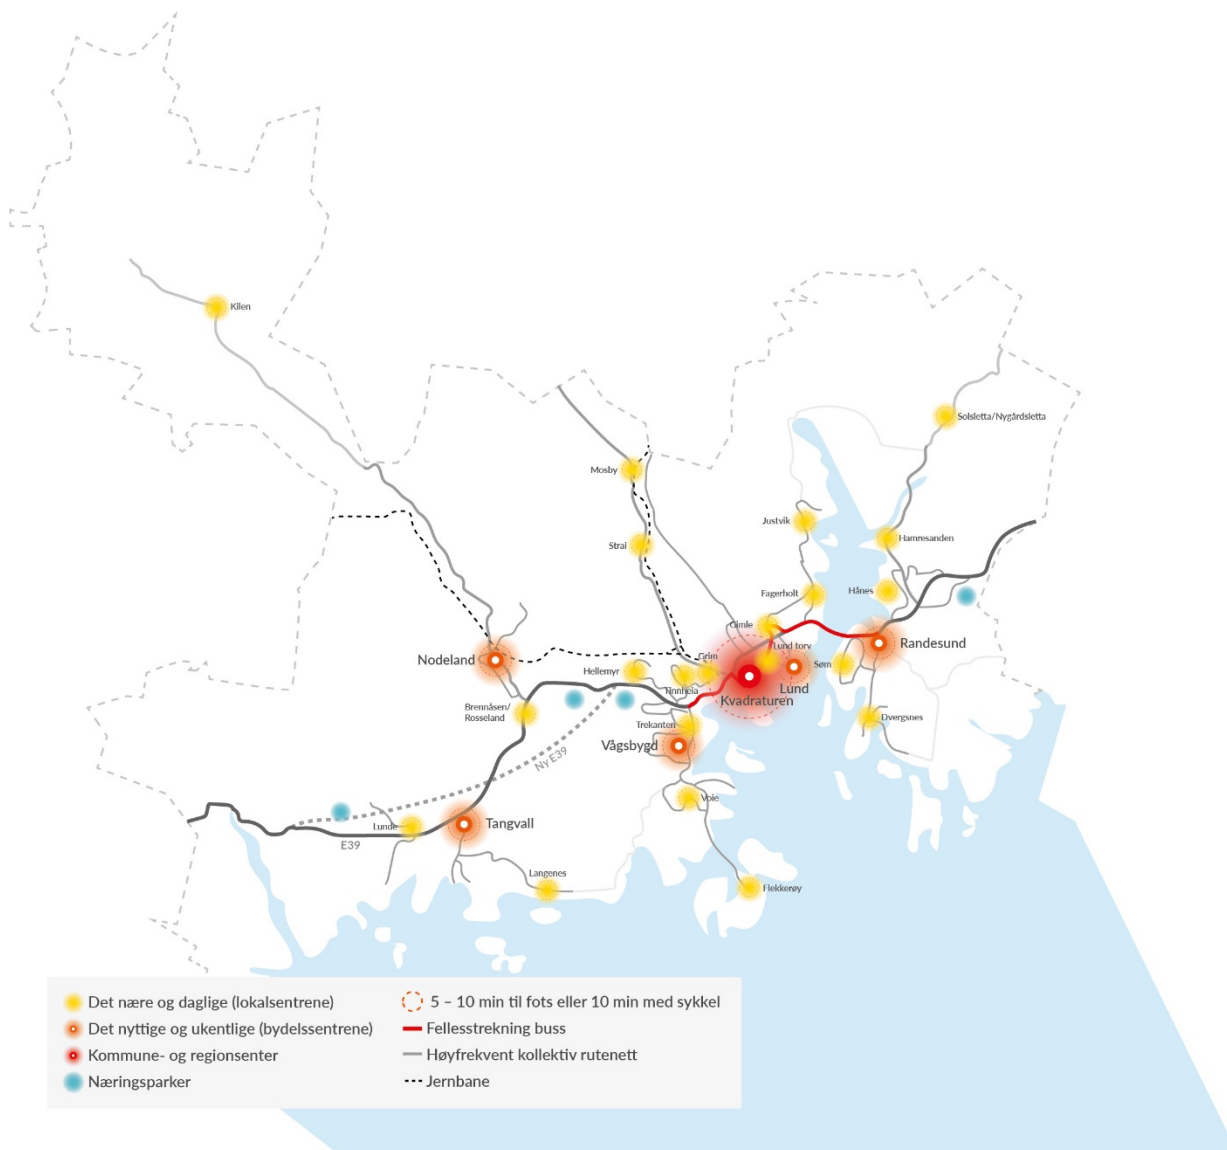 Kilen
Solsletta/Nygårdsletta
Mosby
Justvik
Strai
Hamresanden
Hånes
Fagerholt
Gimle
Lund torv
Randesund
Grim
Søm
Nodeland
Hellemyr
Tinnheia
Lund
Kvadraturen
Brennåsen/
Rosseland
Dvergsnes
Trekanten
Vågsbygd
Ny E39
Voie
Lunde
Tangvall
E39
Langenes
Flekkerøy
Det nære og daglige (lokalsentrene)
Det nyttige og ukentlige (bydelssentrene)
Kommune- og regionsenter
Næringsparker
5 – 10 min til fots eller 10 min med sykkel
Fellesstrekning buss
Høyfrekvent kollektiv rutenett
Jernbane